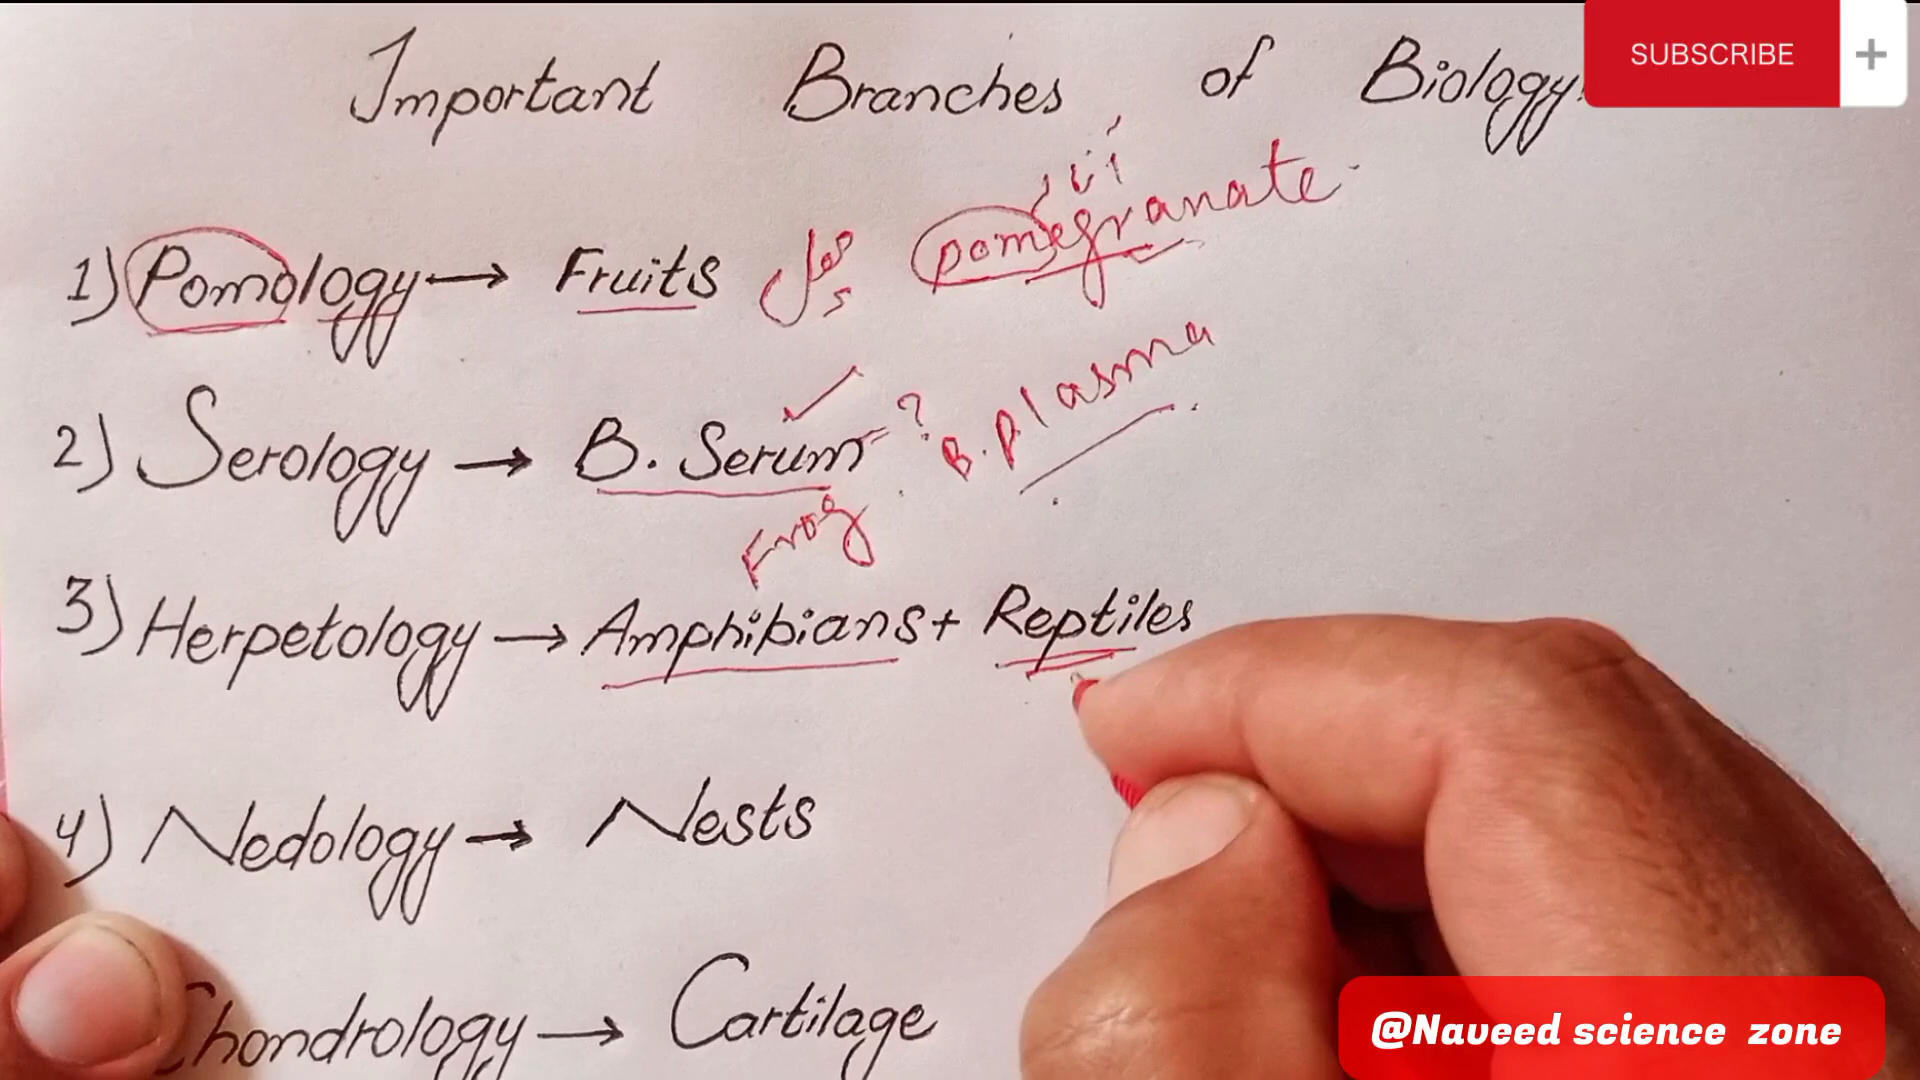 Important Branches of Biology
SUBSCRIBE +
1) Pomology → Fruits پھل pomegranate
2) Serology → B. Serum ? B. plasma
Frog
3) Herpetology → Amphibians + Reptiles
4) Nedology → Nests
Chondrology → Cartilage
@Naveed science zone